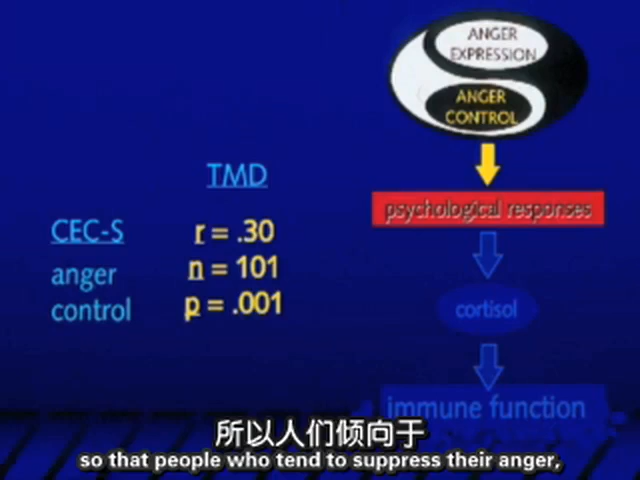 ANGER
EXPRESSION
ANGER
CONTROL
TMD
psychological responses
CEC-S
r = .30
anger
n = 101
control
p = .001
cortisol
immune function
所以人们倾向于
so that people who tend to suppress their anger,